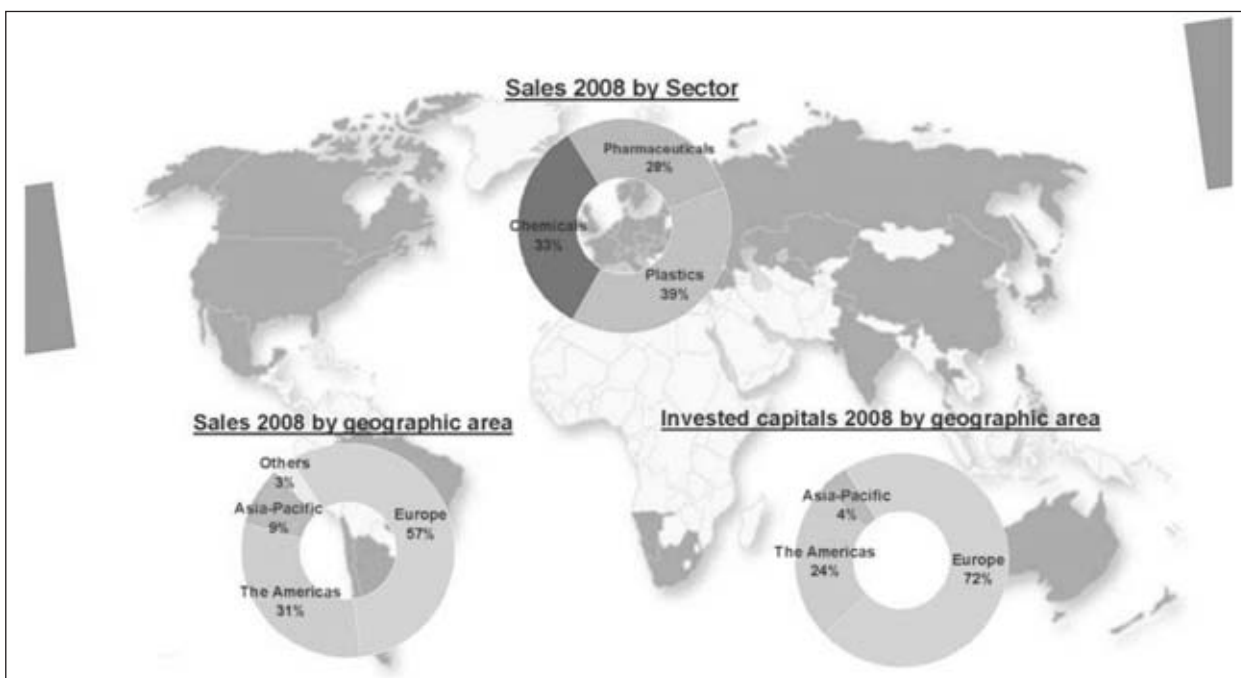 Sales 2008 by Sector
Pharmaceuticals
28%
Chemicals
33%
Plastics
39%
Sales 2008 by geographic area
Others
3%
Asia-Pacific
9%
Europe
57%
The Americas
31%
Invested capitals 2008 by geographic area
Asia-Pacific
4%
The Americas
24%
Europe
72%